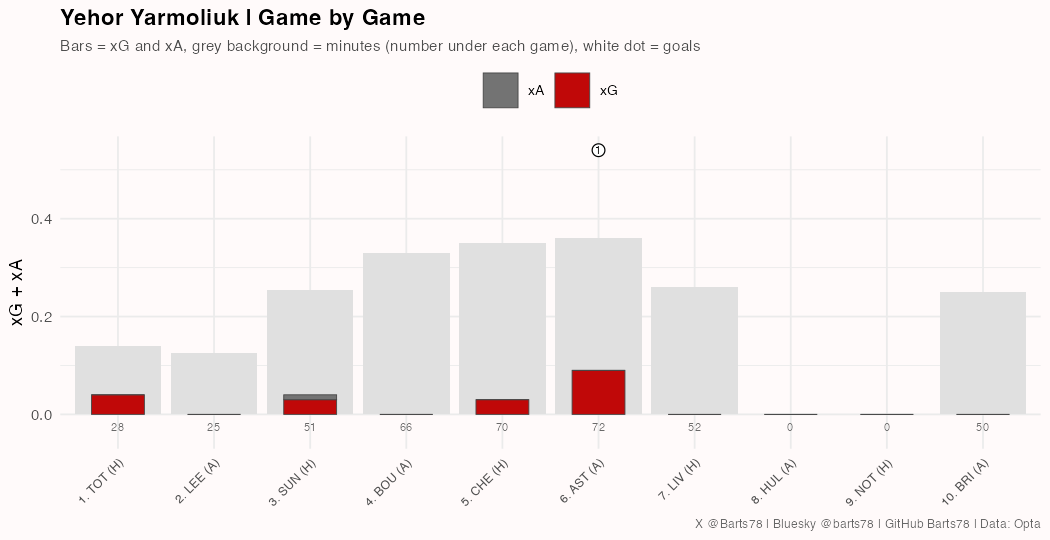 Yehor Yarmoliuk | Game by Game
Bars = xG and xA, grey background = minutes (number under each game), white dot = goals
xA xG
1
0.4
0.2
0.0
xG + xA
28 25 51 66 70 72 52 0 0 50
1. TOT (H) 2. LEE (A) 3. SUN (H) 4. BOU (A) 5. CHE (H) 6. AST (A) 7. LIV (H) 8. HUL (A) 9. NOT (H) 10. BRI (A)
X @Barts78 | Bluesky @barts78 | GitHub Barts78 | Data: Opta